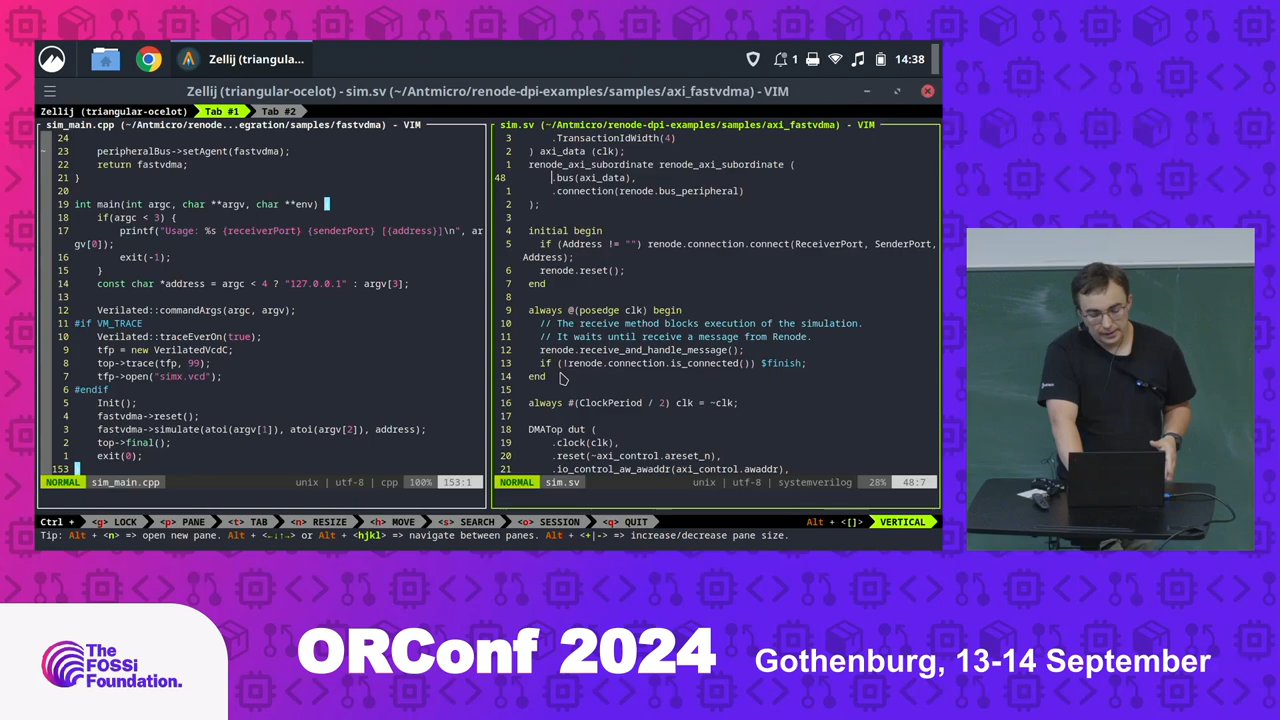 Zellij (triangula...
1
14:38
Zellij (triangular-ocelot) - sim.sv (~/Antmicro/renode-dpi-examples/samples/axi_fastvdma) - VIM
Zellij (triangular-ocelot) Tab #1 Tab #2
sim_main.cpp (~/Antmicro/renode...egration/samples/fastvdma) - VIM
24
23 peripheralBus->setAgent(fastvdma);
22 return fastvdma;
21 }
20
19 int main(int argc, char **argv, char **env)
18 if(argc < 3) {
17 printf("Usage: %s {receiverPort} {senderPort} [{address}]\n", ar
gv[0]);
16 exit(-1);
15 }
14 const char *address = argc < 4 ? "127.0.0.1" : argv[3];
13
12 Verilated::commandArgs(argc, argv);
11 #if VM_TRACE
10 Verilated::traceEverOn(true);
9 tfp = new VerilatedVcdC;
8 top->trace(tfp, 99);
7 tfp->open("simx.vcd");
6 #endif
5 Init();
4 fastvdma->reset();
3 fastvdma->simulate(atoi(argv[1]), atoi(argv[2]), address);
2 top->final();
1 exit(0);
153
NORMAL sim_main.cpp unix | utf-8 | cpp 100% 153:1
sim.sv (~/Antmicro/renode-dpi-examples/samples/axi_fastvdma) - VIM
3 .TransactionIdWidth(4)
2 ) axi_data (clk);
1 renode_axi_subordinate renode_axi_subordinate (
48 .bus(axi_data),
1 .connection(renode.bus_peripheral)
2 );
3
4 initial begin
5 if (Address != "") renode.connection.connect(ReceiverPort, SenderPort,
Address);
6 renode.reset();
7 end
8
9 always @(posedge clk) begin
10 // The receive method blocks execution of the simulation.
11 // It waits until receive a message from Renode.
12 renode.receive_and_handle_message();
13 if (!renode.connection.is_connected()) $finish;
14 end
15
16 always #(ClockPeriod / 2) clk = ~clk;
17
18 DMATop dut (
19 .clock(clk),
20 .reset(~axi_control.areset_n),
21 .io_control_aw_awaddr(axi_control.awaddr),
NORMAL sim.sv unix | utf-8 | systemverilog 28% 48:7
Ctrl + <g> LOCK <p> PANE <t> TAB <n> RESIZE <h> MOVE <s> SEARCH <o> SESSION <q> QUIT Alt + <[]> VERTICAL
Tip: Alt + <n> => open new pane. Alt + <←↓↑→> or Alt + <hjkl> => navigate between panes. Alt + <+|-> => increase/decrease pane size.
The
FOSSi
Foundation.
ORConf 2024
Gothenburg, 13-14 September